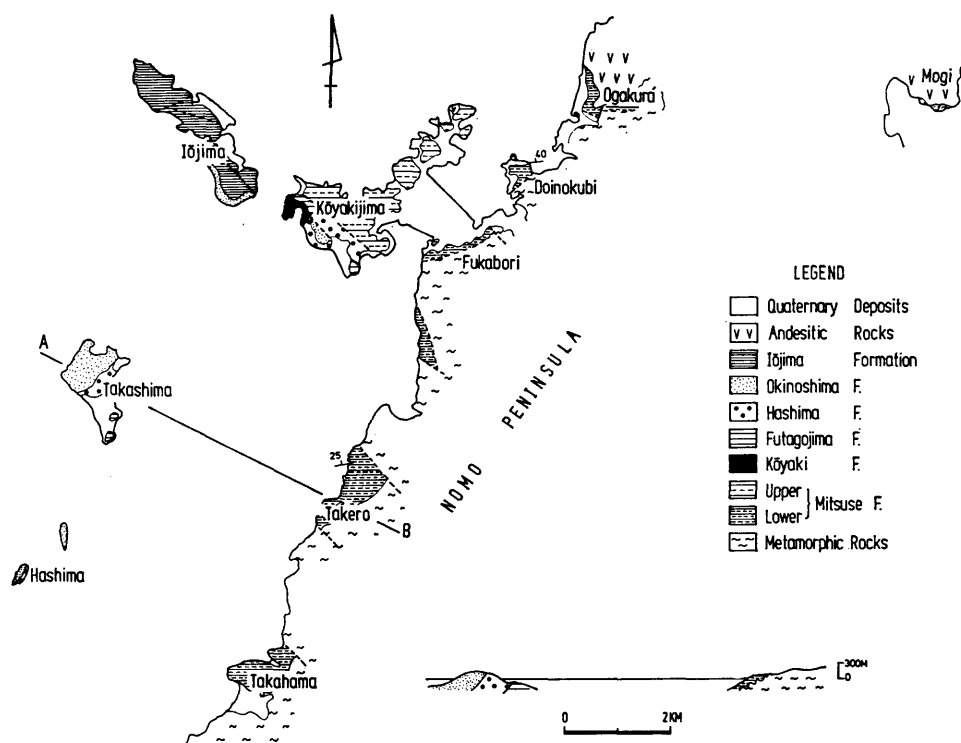 Mogi
Ogakura
Iōjima
40
Doinokubi
Kōyakijima
Fukabori
LEGEND
Quaternary Deposits
Andesitic Rocks
Iōjima Formation
Okinoshima F.
Hashima F.
Futagojima F.
Kōyaki F.
Upper
Lower
Mitsuse F.
Metamorphic Rocks
A
Takashima
NOMO PENINSULA
25
Takero
B
Hashima
Takahama
300M
0
0 2KM